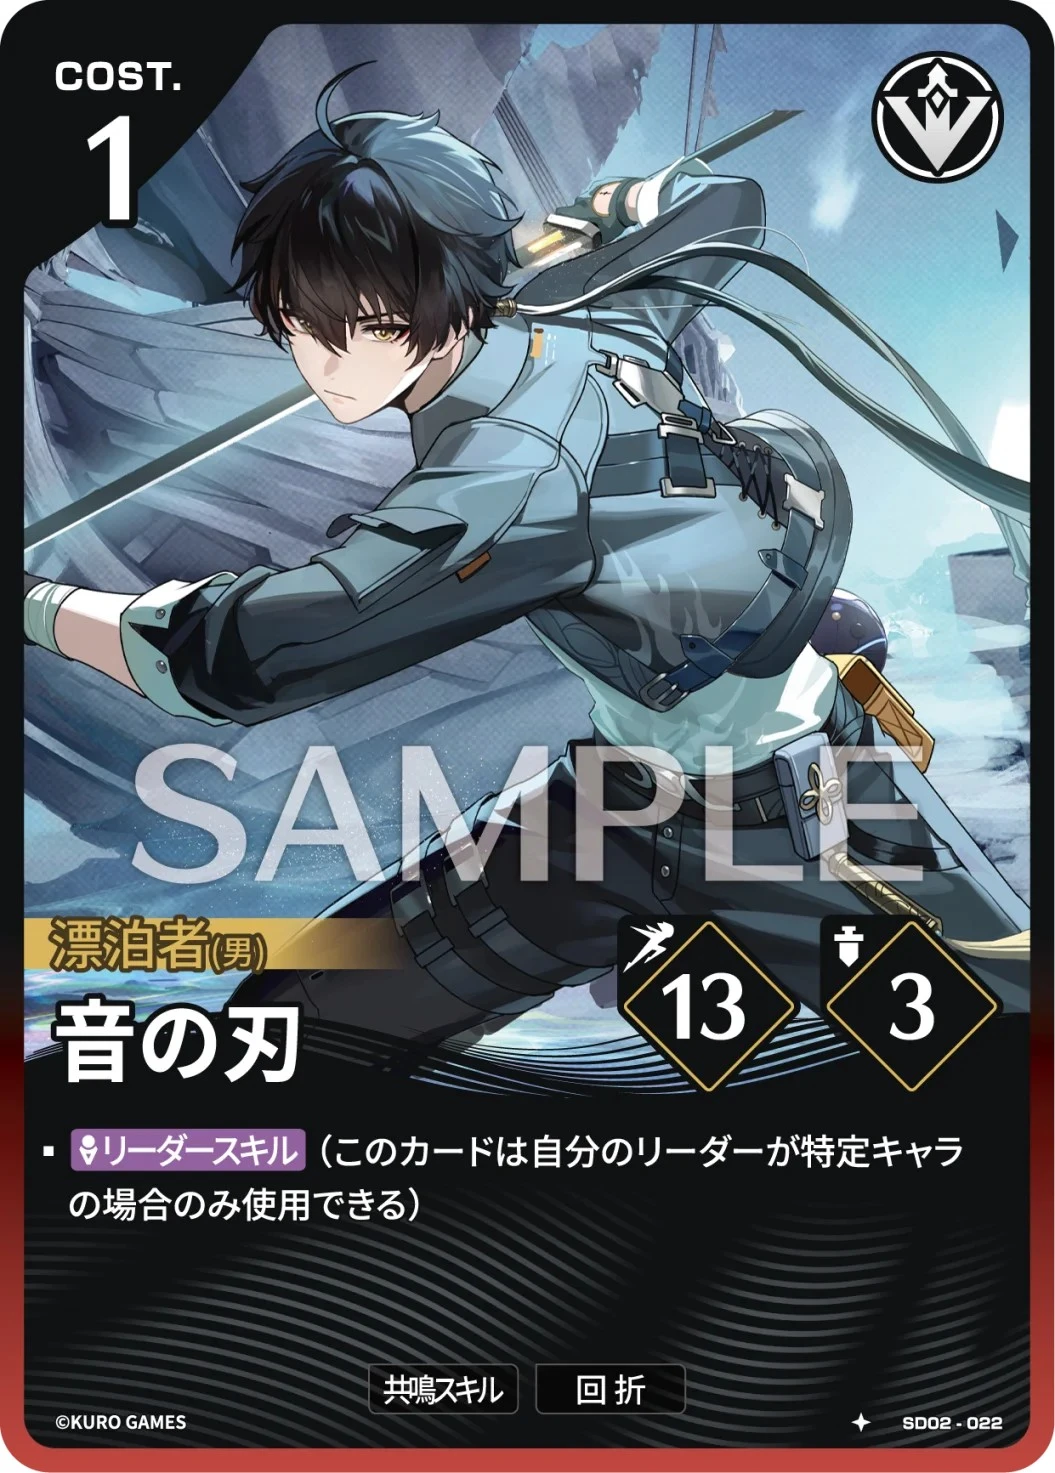 COST.
1
SAMPLE
漂泊者(男)
13
3
音の刃
▪ リーダースキル（このカードは自分のリーダーが特定キャラ
の場合のみ使用できる）
共鳴スキル
回折
©KURO GAMES
SD02 - 022